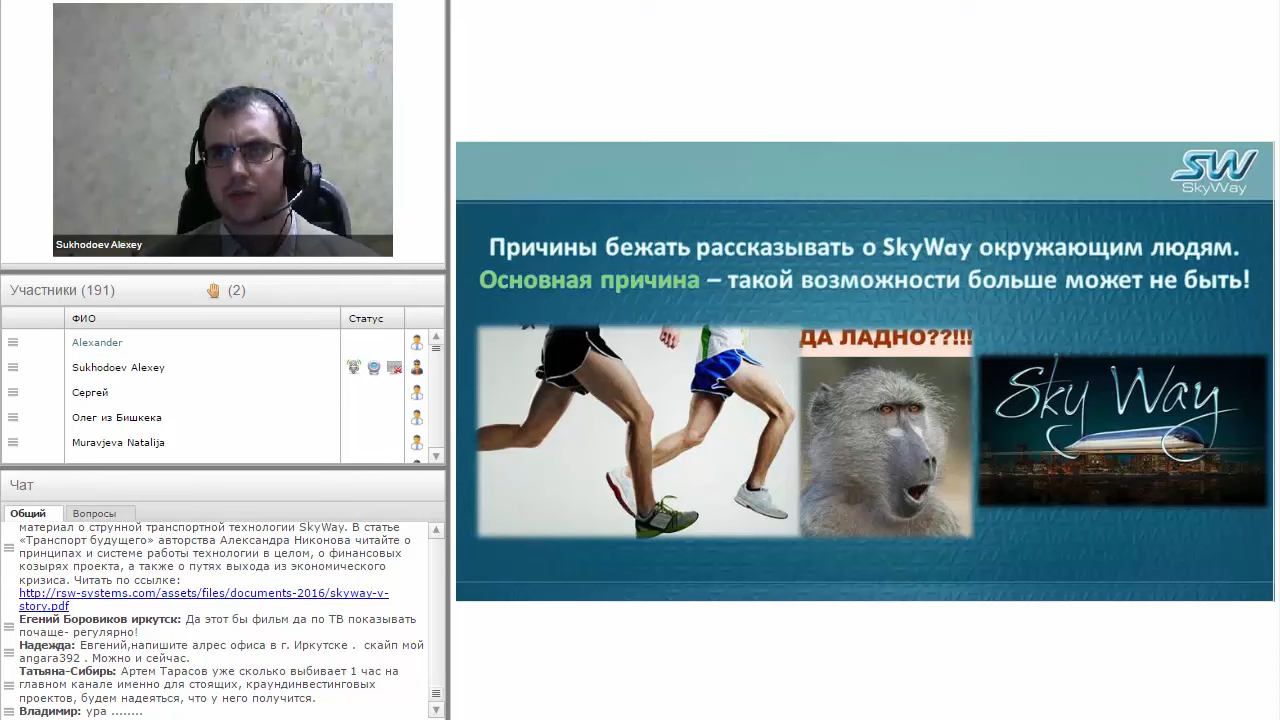 Sukhodoev Alexey
Участники (191)
(2)
ФИО
Статус
Alexander
Sukhodoev Alexey
Сергей
Олег из Бишкека
Muravjeva Natalija
Чат
Общий
Вопросы
материал о струнной транспортной технологии SkyWay. В статье
«Транспорт будущего» авторства Александра Никонова читайте о
принципах и системе работы технологии в целом, о финансовых
козырях проекта, а также о путях выхода из экономического
кризиса. Читать по ссылке:
http://rsw-systems.com/assets/files/documents-2016/skyway-v-
story.pdf
Егений Боровиков иркутск: Да этот бы фильм да по ТВ показывать
почаще- регулярно!
Надежда: Евгений,напишите алрес офиса в г. Иркутске . скайп мой
angara392 . Можно и сейчас.
Татьяна-Сибирь: Артем Тарасов уже сколько выбивает 1 час на
главном канале именно для стоящих, краундинвестинговых
проектов, будем надеяться, что у него получится.
Владимир: ура ........
SW
SkyWay
Причины бежать рассказывать о SkyWay окружающим людям.
Основная причина – такой возможности больше может не быть!
ДА ЛАДНО??!!!
Sky Way